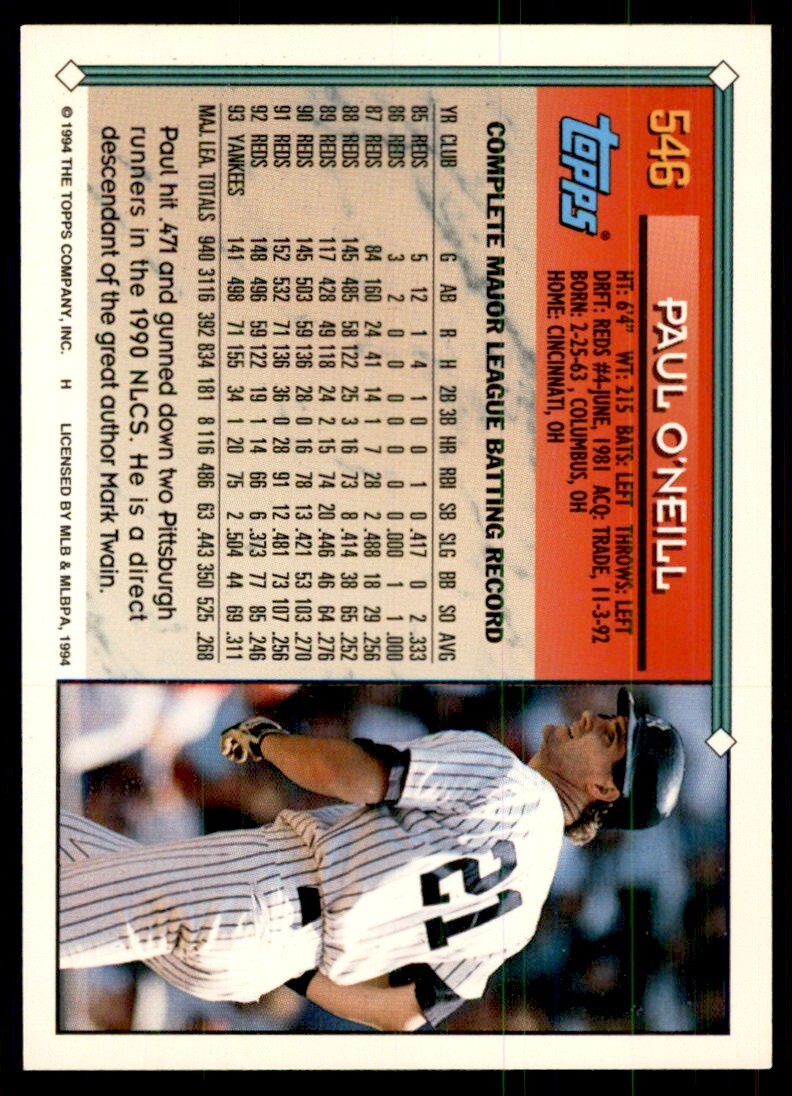 546
PAUL O'NEILL
topps®
HT: 6'4" WT: 215 BATS: LEFT THROWS: LEFT
DRFT: REDS #4-JUNE, 1981 ACQ: TRADE, 11-3-92
BORN: 2-25-63, COLUMBUS, OH
HOME: CINCINNATI, OH
COMPLETE MAJOR LEAGUE BATTING RECORD
YR CLUB G AB R H 2B 3B HR RBI SB SLG BB SO AVG
85 REDS 5 12 1 4 1 0 0 1 0 .417 0 2 .333
86 REDS 3 2 0 0 0 0 0 0 0 .000 1 1 .000
87 REDS 84 160 24 41 14 1 7 28 2 .488 18 29 .256
88 REDS 145 485 58 122 25 3 16 73 8 .414 38 65 .252
89 REDS 117 428 49 118 24 2 15 74 20 .446 46 64 .276
90 REDS 145 503 59 136 28 0 16 78 13 .421 53 103 .270
91 REDS 152 532 71 136 36 0 28 91 12 .481 73 107 .256
92 REDS 148 496 59 122 19 1 14 66 6 .373 77 85 .246
93 YANKEES 141 498 71 155 34 1 20 75 2 .504 44 69 .311
MAJ. LEA. TOTALS 940 3116 392 834 181 8 116 486 63 .443 350 525 .268
Paul hit .471 and gunned down two Pittsburgh
runners in the 1990 NLCS. He is a direct
descendant of the great author Mark Twain.
© 1994 THE TOPPS COMPANY, INC. H LICENSED BY MLB & MLBPA, 1994
21